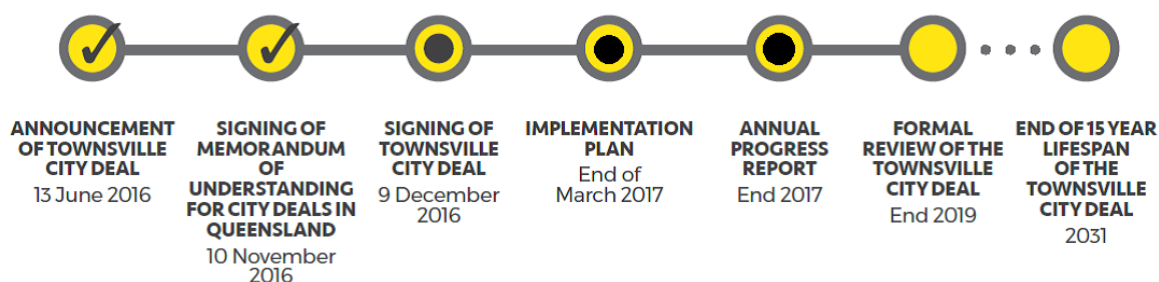 ANNOUNCEMENT
OF TOWNSVILLE
CITY DEAL
13 June 2016
SIGNING OF
MEMORANDUM
OF
UNDERSTANDING
FOR CITY DEALS IN
QUEENSLAND
10 November
2016
SIGNING OF
TOWNSVILLE
CITY DEAL
9 December
2016
IMPLEMENTATION
PLAN
End of
March 2017
ANNUAL
PROGRESS
REPORT
End 2017
FORMAL
REVIEW OF THE
TOWNSVILLE
CITY DEAL
End 2019
END OF 15 YEAR
LIFESPAN
OF THE
TOWNSVILLE
CITY DEAL
2031